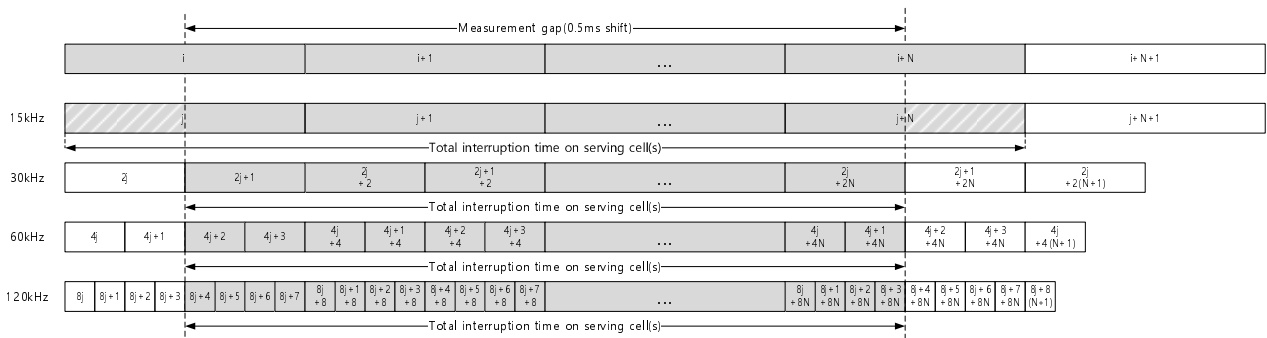 Measurement gap(0.5ms shift)
i i+1 ... i+N i+N+1
15kHz j j+1 ... j+N j+N+1
Total interruption time on serving cell(s)
30kHz 2j 2j+1 2j +2 2j+1 +2 ... 2j +2N 2j+1 +2N 2j +2(N+1)
Total interruption time on serving cell(s)
60kHz 4j 4j+1 4j+2 4j+3 4j +4 4j+1 +4 4j+2 +4 4j+3 +4 ... 4j +4N 4j+1 +4N 4j+2 +4N 4j+3 +4N 4j +4(N+1)
Total interruption time on serving cell(s)
120kHz 8j 8j+1 8j+2 8j+3 8j+4 8j+5 8j+6 8j+7 8j +8 8j+1 +8 8j+2 +8 8j+3 +8 8j+4 +8 8j+5 +8 8j+6 +8 8j+7 +8 ... 8j +8N 8j+1 +8N 8j+2 +8N 8j+3 +8N 8j+4 +8N 8j+5 +8N 8j+6 +8N 8j+7 +8N 8j+8 (N+1)
Total interruption time on serving cell(s)